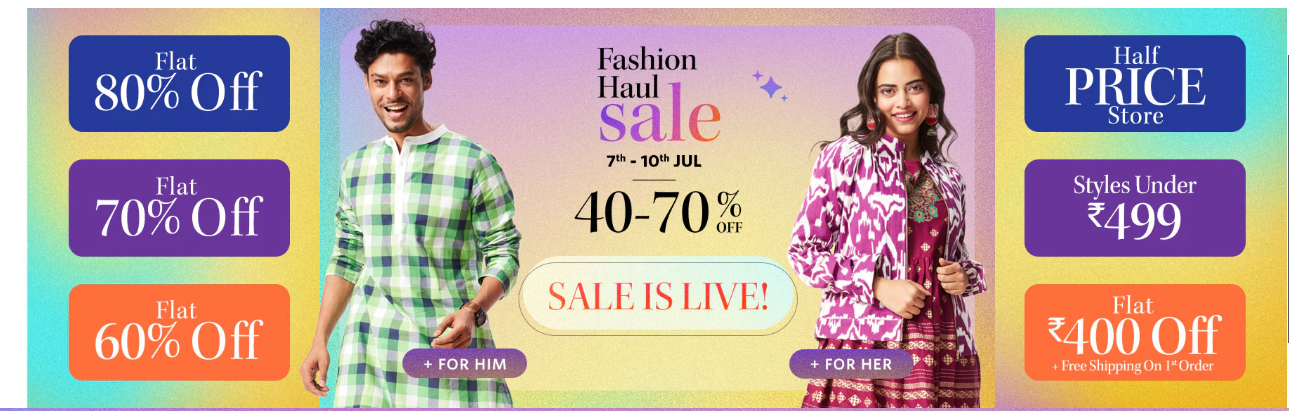 Flat
80% Off
Flat
70% Off
Flat
60% Off
Fashion
Haul
sale
7th - 10th JUL
40-70% OFF
SALE IS LIVE!
+ FOR HIM
+ FOR HER
Half
PRICE
Store
Styles Under
₹499
Flat
₹400 Off
+ Free Shipping On 1st Order